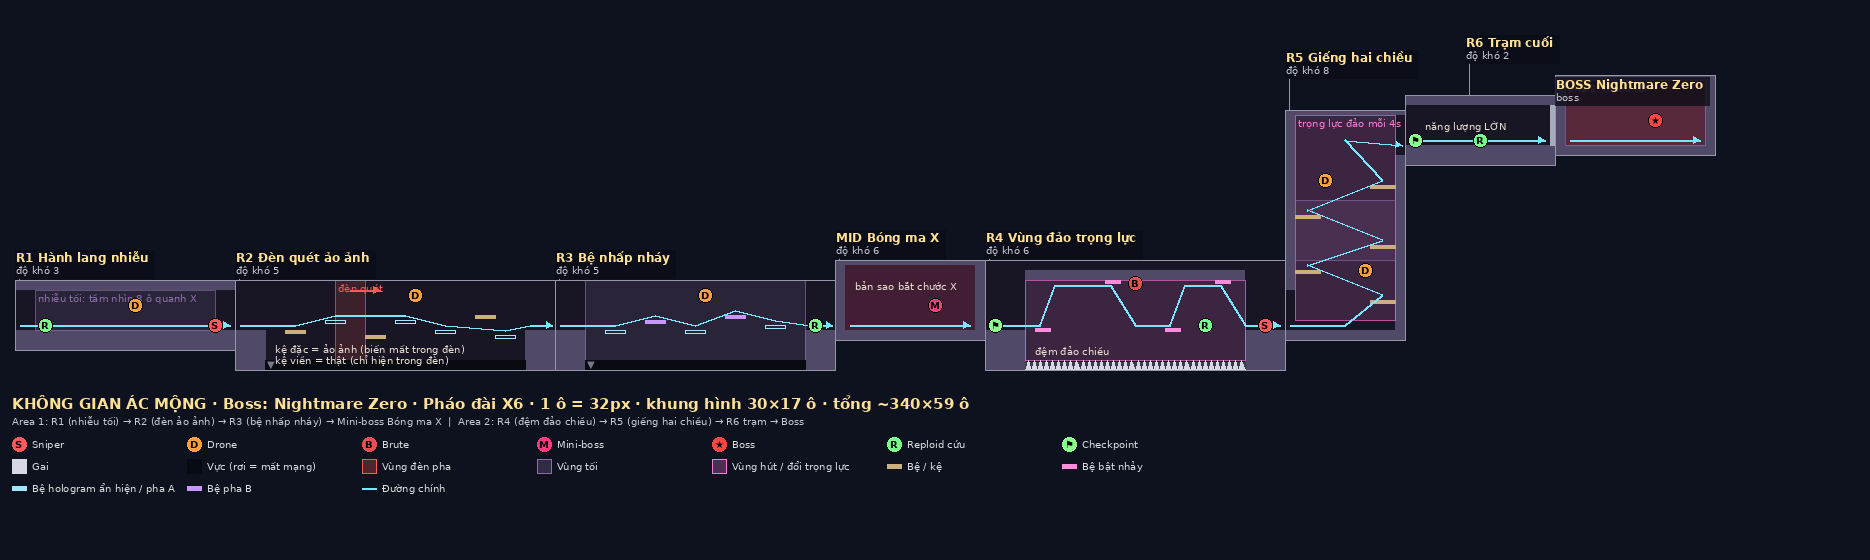 R6 Trạm cuối
độ khó 2
R5 Giếng hai chiều
độ khó 8
BOSS Nightmare Zero
boss
trọng lực đảo mỗi 4s
năng lượng LỚN
R1 Hành lang nhiễu
độ khó 3
R2 Đèn quét ảo ảnh
độ khó 5
R3 Bệ nhấp nháy
độ khó 5
MID Bóng ma X
độ khó 6
R4 Vùng đảo trọng lực
độ khó 6
nhiễu tối: tầm nhìn 8 ô quanh X
đèn quét
bản sao bắt chước X
kệ đặc = ảo ảnh (biến mất trong đèn)
kệ viền = thật (chỉ hiện trong đèn)
đệm đảo chiều
KHÔNG GIAN ÁC MỘNG · Boss: Nightmare Zero · Pháo đài X6 · 1 ô = 32px · khung hình 30×17 ô · tổng ~340×59 ô
Area 1: R1 (nhiễu tối) → R2 (đèn ảo ảnh) → R3 (bệ nhấp nháy) → Mini-boss Bóng ma X | Area 2: R4 (đệm đảo chiều) → R5 (giếng hai chiều) → R6 trạm → Boss
S Sniper
D Drone
B Brute
M Mini-boss
★ Boss
R Reploid cứu
⚑ Checkpoint
Gai
Vực (rơi = mất mạng)
Vùng đèn pha
Vùng tối
Vùng hút / đổi trọng lực
Bệ / kệ
Bệ bật nhảy
Bệ hologram ẩn hiện / pha A
Bệ pha B
Đường chính